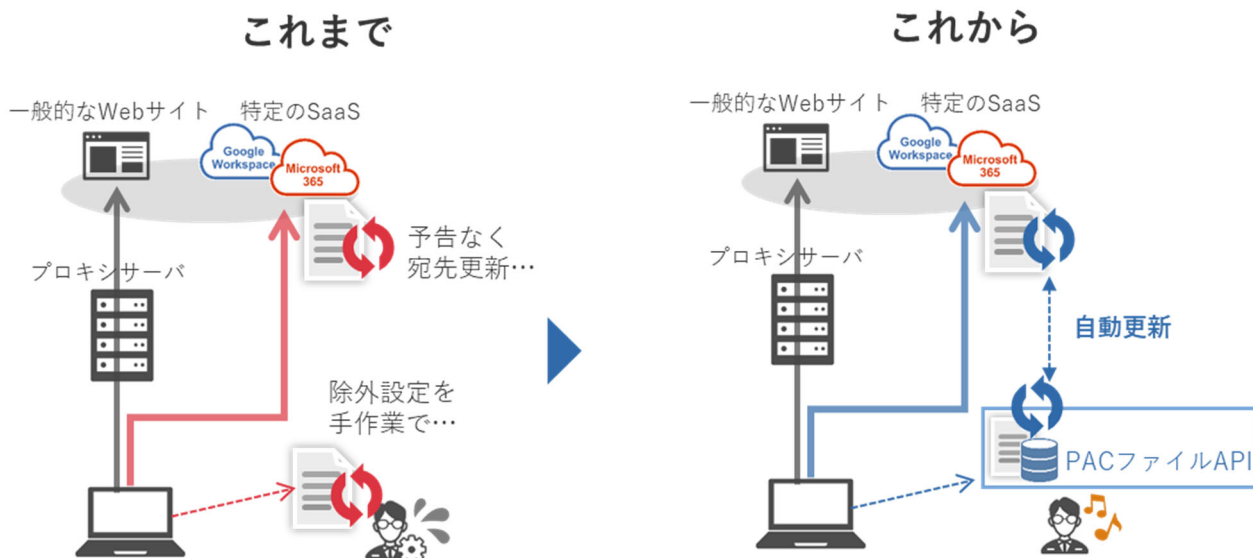 これまで
一般的なWebサイト
特定のSaaS
Google
Workspace
Microsoft
365
予告なく
宛先更新…
プロキシサーバ
除外設定を
手作業で…
これから
一般的なWebサイト
特定のSaaS
Google
Workspace
Microsoft
365
プロキシサーバ
自動更新
PACファイルAPI